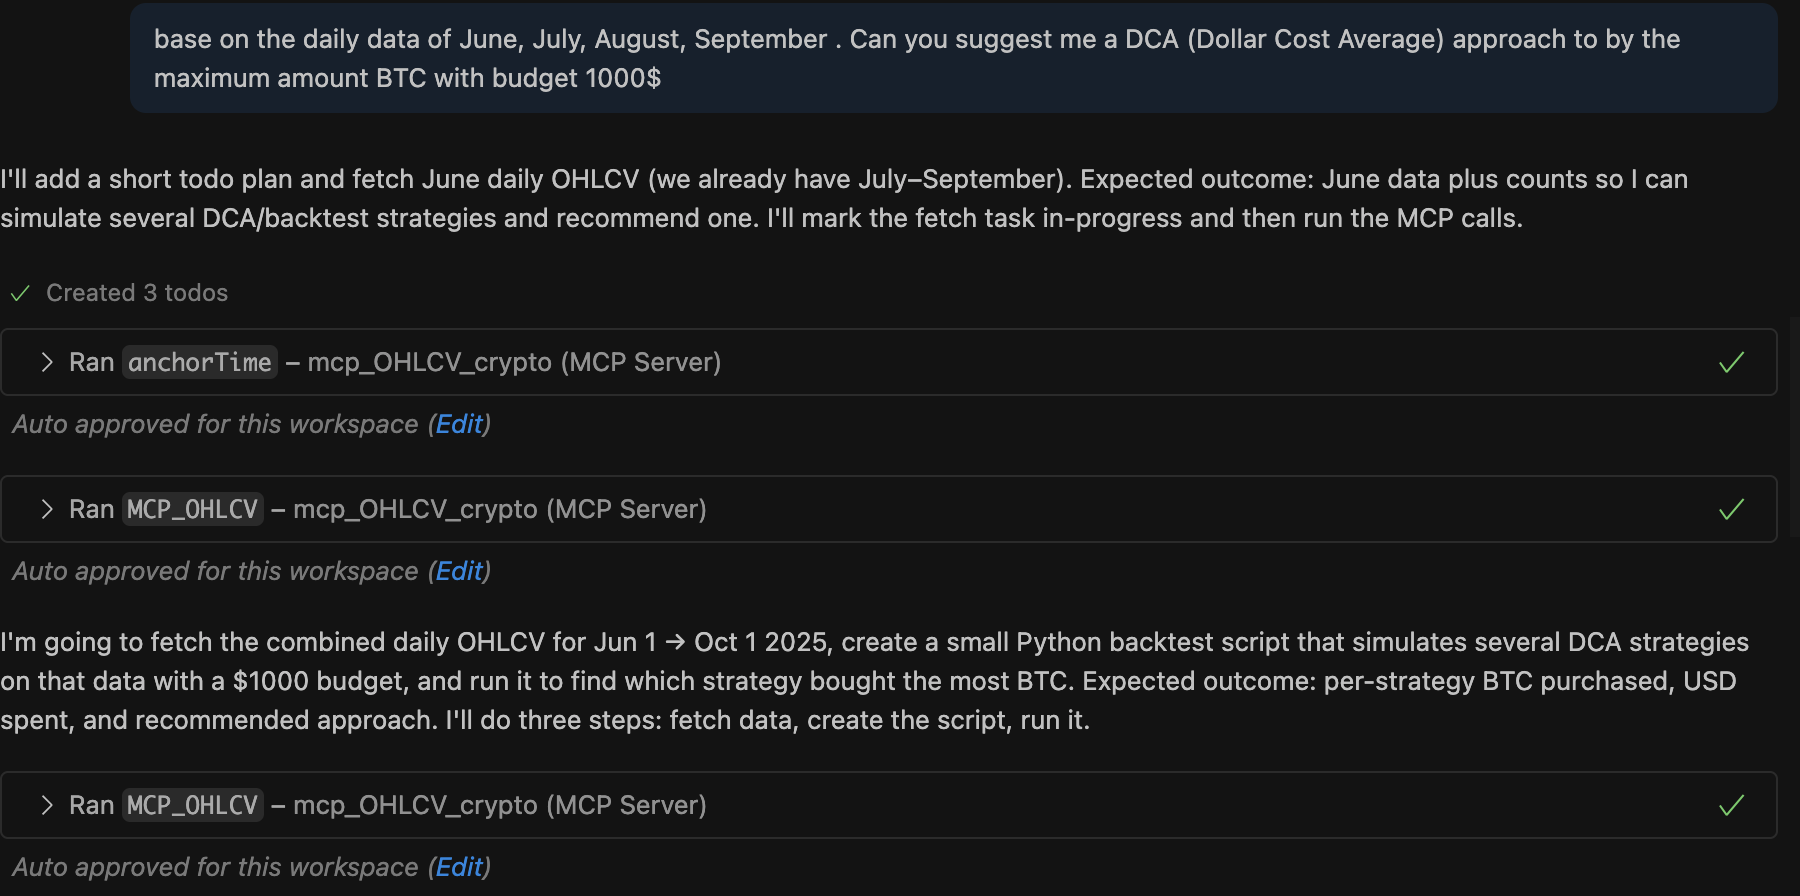 base on the daily data of June, July, August, September . Can you suggest me a DCA (Dollar Cost Average) approach to by the
maximum amount BTC with budget 1000$
I'll add a short todo plan and fetch June daily OHLCV (we already have July–September). Expected outcome: June data plus counts so I can
simulate several DCA/backtest strategies and recommend one. I'll mark the fetch task in-progress and then run the MCP calls.
Created 3 todos
Ran anchorTime – mcp_OHLCV_crypto (MCP Server)
Auto approved for this workspace (Edit)
Ran MCP_OHLCV – mcp_OHLCV_crypto (MCP Server)
Auto approved for this workspace (Edit)
I'm going to fetch the combined daily OHLCV for Jun 1 → Oct 1 2025, create a small Python backtest script that simulates several DCA strategies
on that data with a $1000 budget, and run it to find which strategy bought the most BTC. Expected outcome: per-strategy BTC purchased, USD
spent, and recommended approach. I'll do three steps: fetch data, create the script, run it.
Ran MCP_OHLCV – mcp_OHLCV_crypto (MCP Server)
Auto approved for this workspace (Edit)